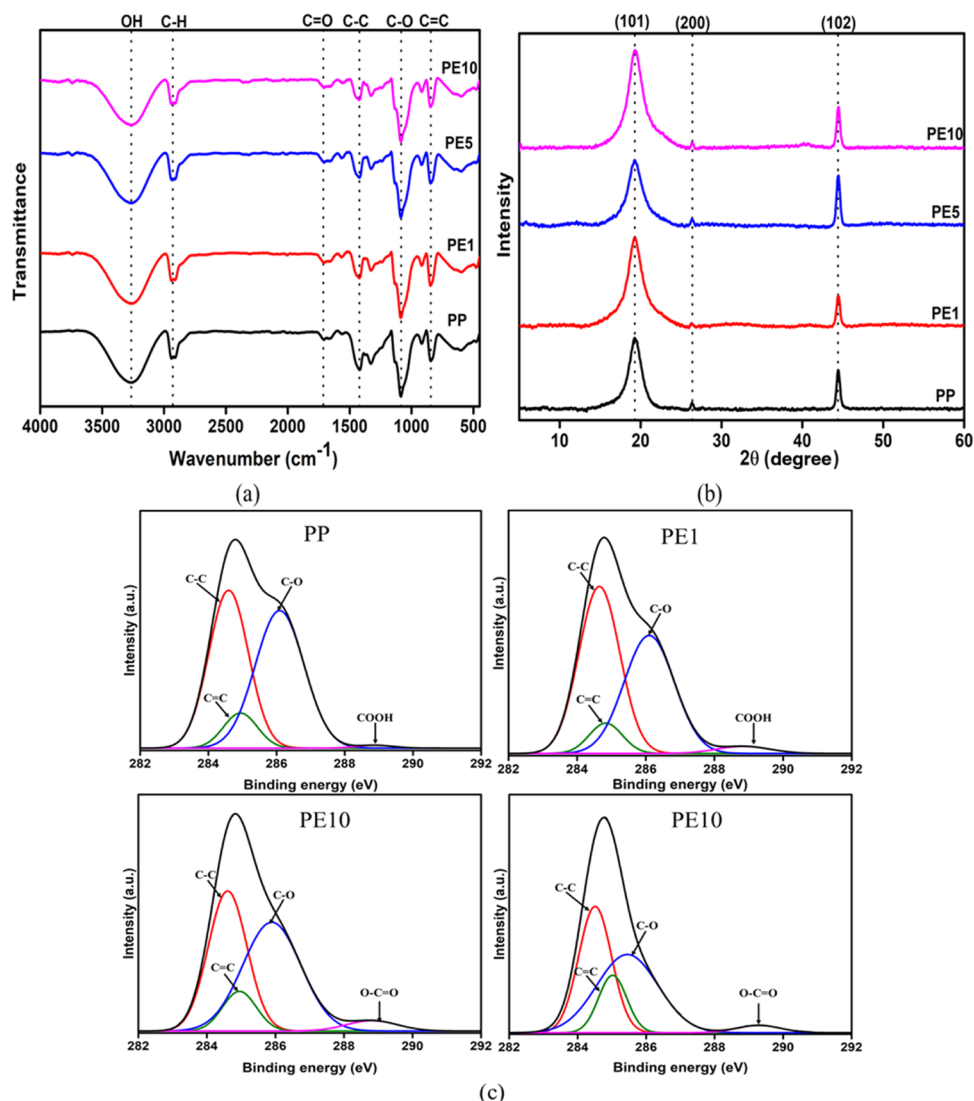 OH C-H C=O C-C C-O C=C
PE10
PE5
PE1
PP
Transmittance
4000 3500 3000 2500 2000 1500 1000 500
Wavenumber (cm⁻¹)
(a)
(101) (200) (102)
PE10
PE5
PE1
PP
Intensity
10 20 30 40 50 60
2θ (degree)
(b)
PP
C-C
C-O
C=C
COOH
Intensity (a.u.)
282 284 286 288 290 292
Binding energy (eV)
PE1
C-C
C-O
C=C
COOH
Intensity (a.u.)
282 284 286 288 290 292
Binding energy (eV)
PE10
C-C
C-O
C=C
O-C=O
Intensity (a.u.)
282 284 286 288 290 292
Binding energy (eV)
PE10
C-C
C-O
C=C
O-C=O
Intensity (a.u.)
282 284 286 288 290 292
Binding energy (eV)
(c)